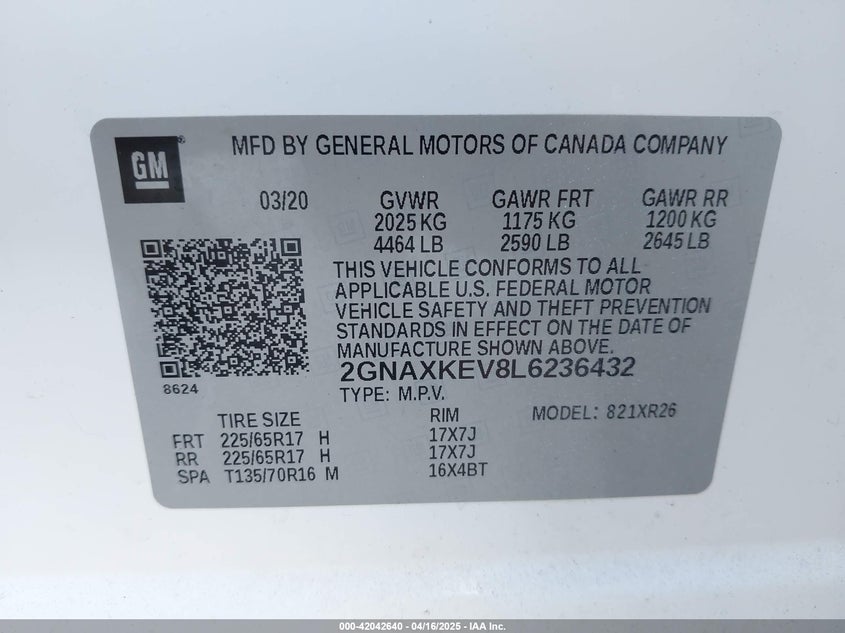 GM
MFD BY GENERAL MOTORS OF CANADA COMPANY
03/20 GVWR GAWR FRT GAWR RR
2025 KG 1175 KG 1200 KG
4464 LB 2590 LB 2645 LB
THIS VEHICLE CONFORMS TO ALL
APPLICABLE U.S. FEDERAL MOTOR
VEHICLE SAFETY AND THEFT PREVENTION
STANDARDS IN EFFECT ON THE DATE OF
MANUFACTURE SHOWN ABOVE.
8624
2GNAXKEV8L6236432
TYPE: M.P.V.
TIRE SIZE RIM MODEL: 821XR26
FRT 225/65R17 H 17X7J
RR 225/65R17 H 17X7J
SPA T135/70R16 M 16X4BT
000-42042640 - 04/16/2025 - IAA Inc.